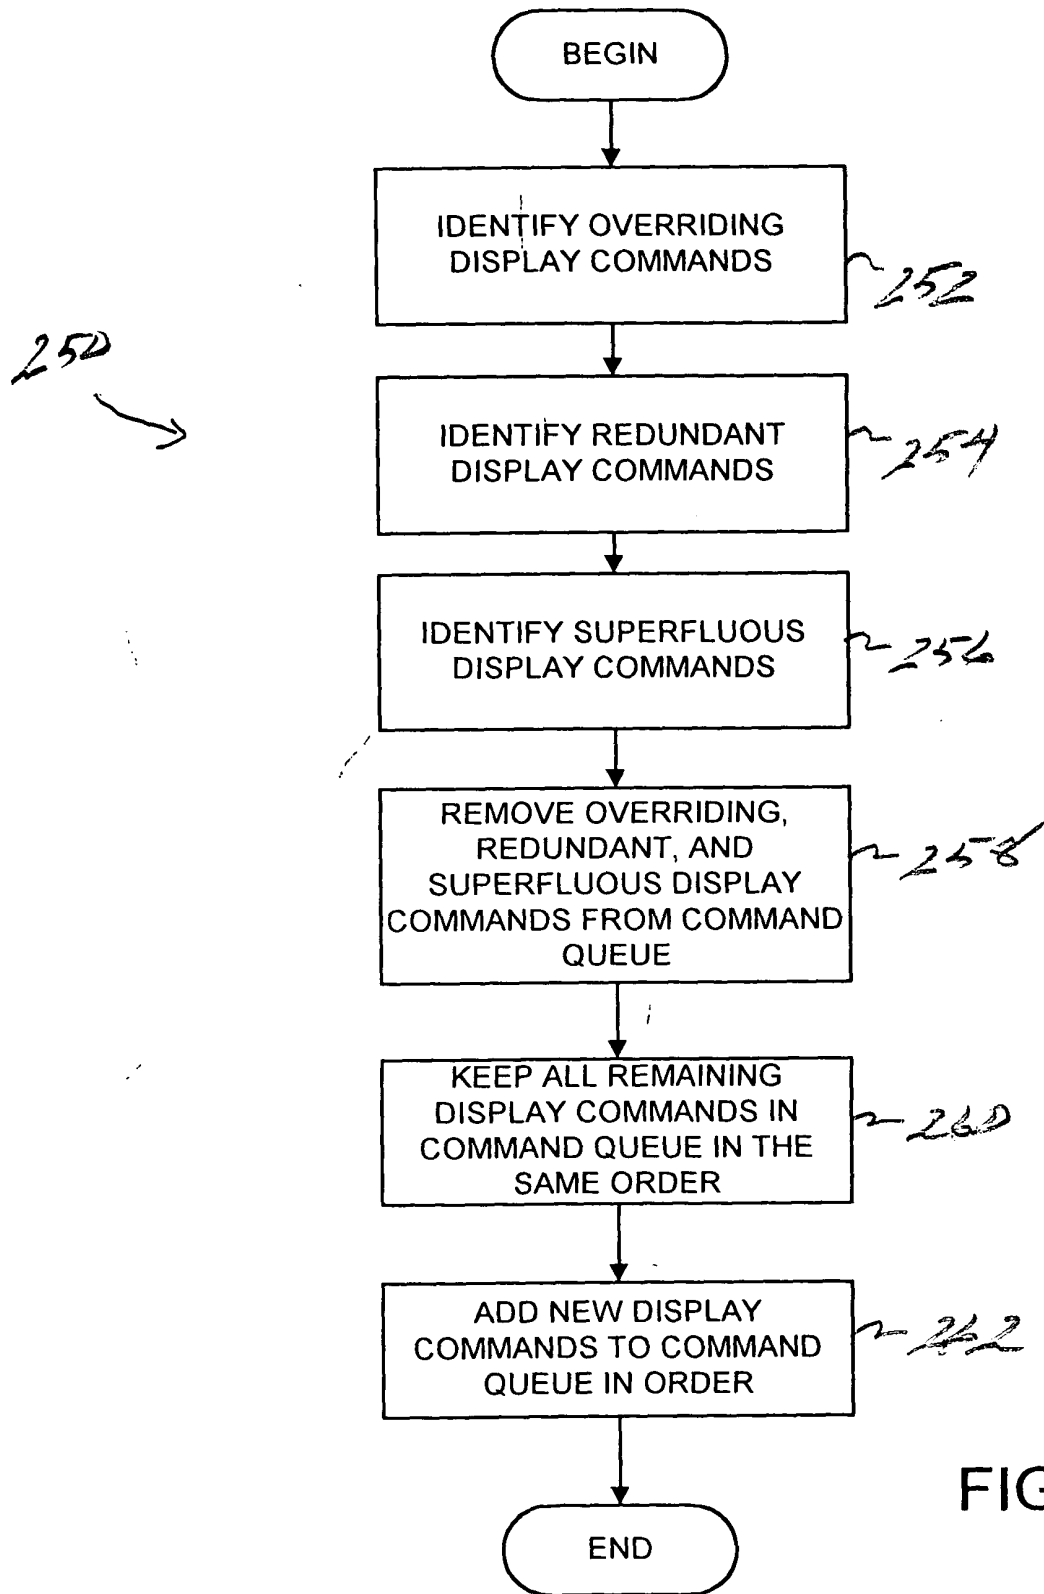 BEGIN
IDENTIFY OVERRIDING
DISPLAY COMMANDS
252
250
IDENTIFY REDUNDANT
DISPLAY COMMANDS
254
IDENTIFY SUPERFLUOUS
DISPLAY COMMANDS
256
REMOVE OVERRIDING,
REDUNDANT, AND
SUPERFLUOUS DISPLAY
COMMANDS FROM COMMAND
QUEUE
258
KEEP ALL REMAINING
DISPLAY COMMANDS IN
COMMAND QUEUE IN THE
SAME ORDER
260
ADD NEW DISPLAY
COMMANDS TO COMMAND
QUEUE IN ORDER
262
FIG
END